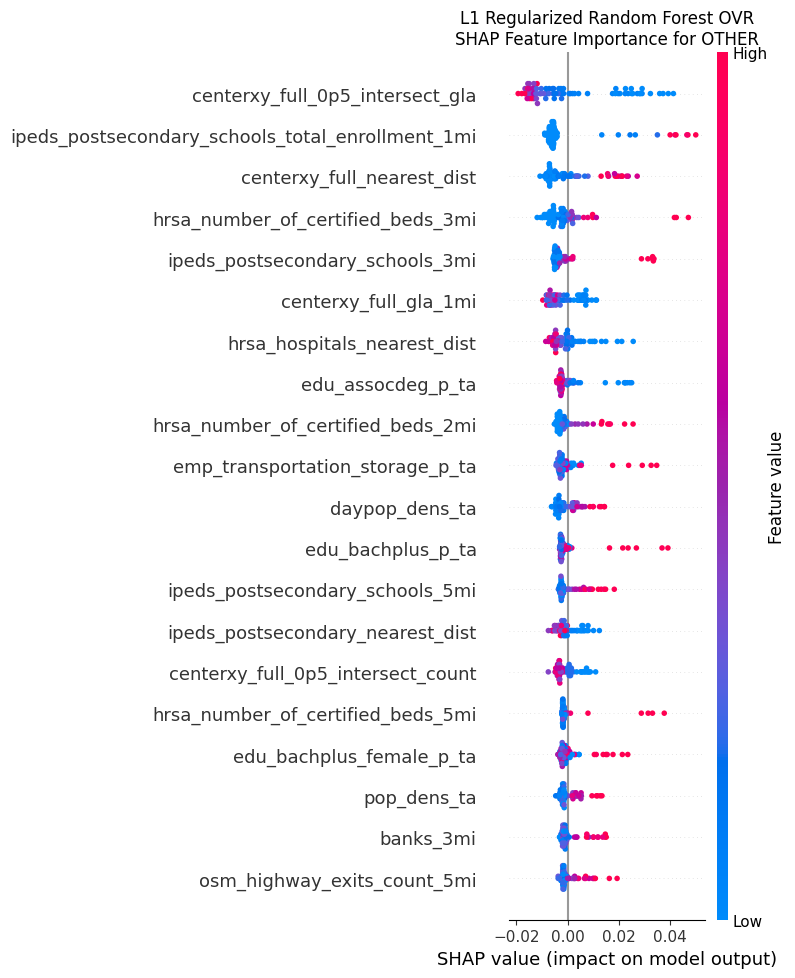 L1 Regularized Random Forest OVR
SHAP Feature Importance for OTHER
High
centerxy_full_0p5_intersect_gla
ipeds_postsecondary_schools_total_enrollment_1mi
centerxy_full_nearest_dist
hrsa_number_of_certified_beds_3mi
ipeds_postsecondary_schools_3mi
centerxy_full_gla_1mi
hrsa_hospitals_nearest_dist
edu_assocdeg_p_ta
hrsa_number_of_certified_beds_2mi
emp_transportation_storage_p_ta
daypop_dens_ta
edu_bachplus_p_ta
ipeds_postsecondary_schools_5mi
ipeds_postsecondary_nearest_dist
centerxy_full_0p5_intersect_count
hrsa_number_of_certified_beds_5mi
edu_bachplus_female_p_ta
pop_dens_ta
banks_3mi
osm_highway_exits_count_5mi
Feature value
Low
−0.02 0.00 0.02 0.04
SHAP value (impact on model output)